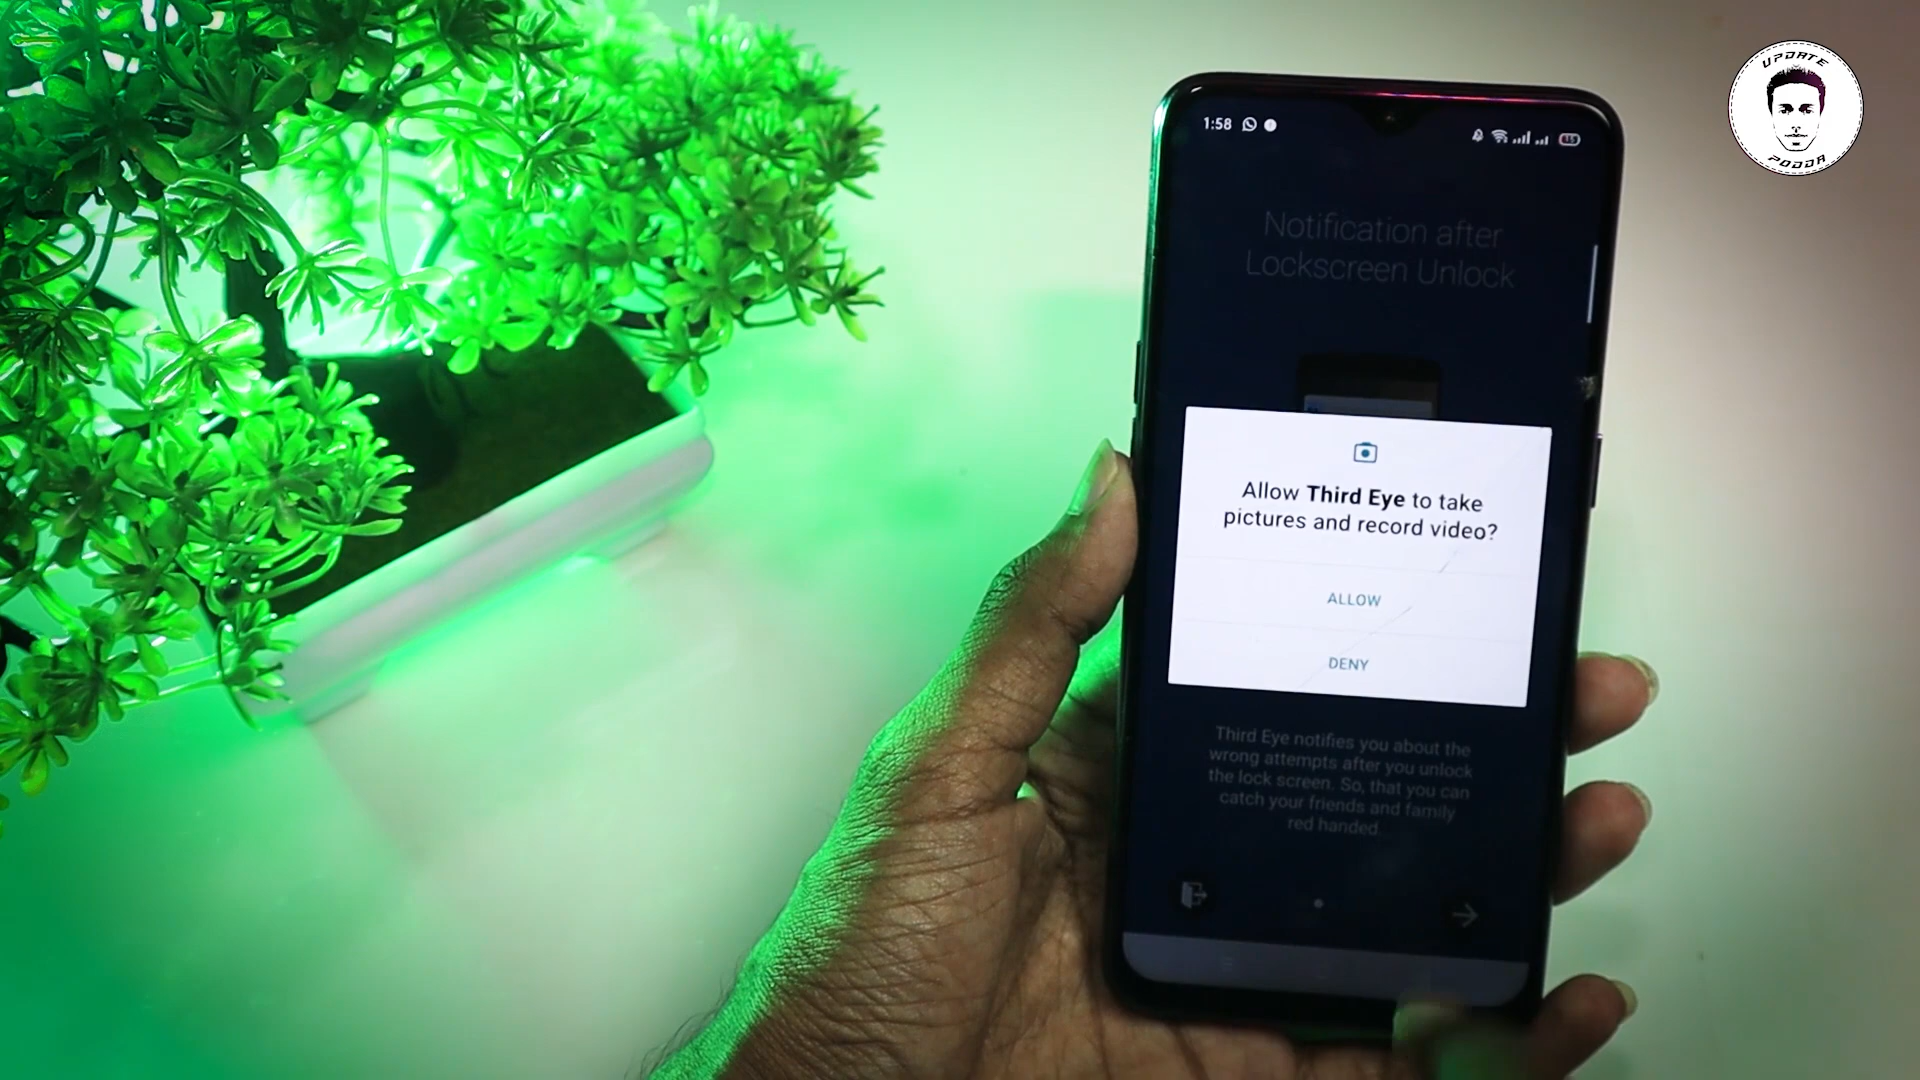 UPDATE
PODDA
1:58
15
Notification after
Lockscreen Unlock
Allow Third Eye to take
pictures and record video?
ALLOW
DENY
Third Eye notifies you about the
wrong attempts after you unlock
the lock screen. So, that you can
catch your friends and family
red handed.